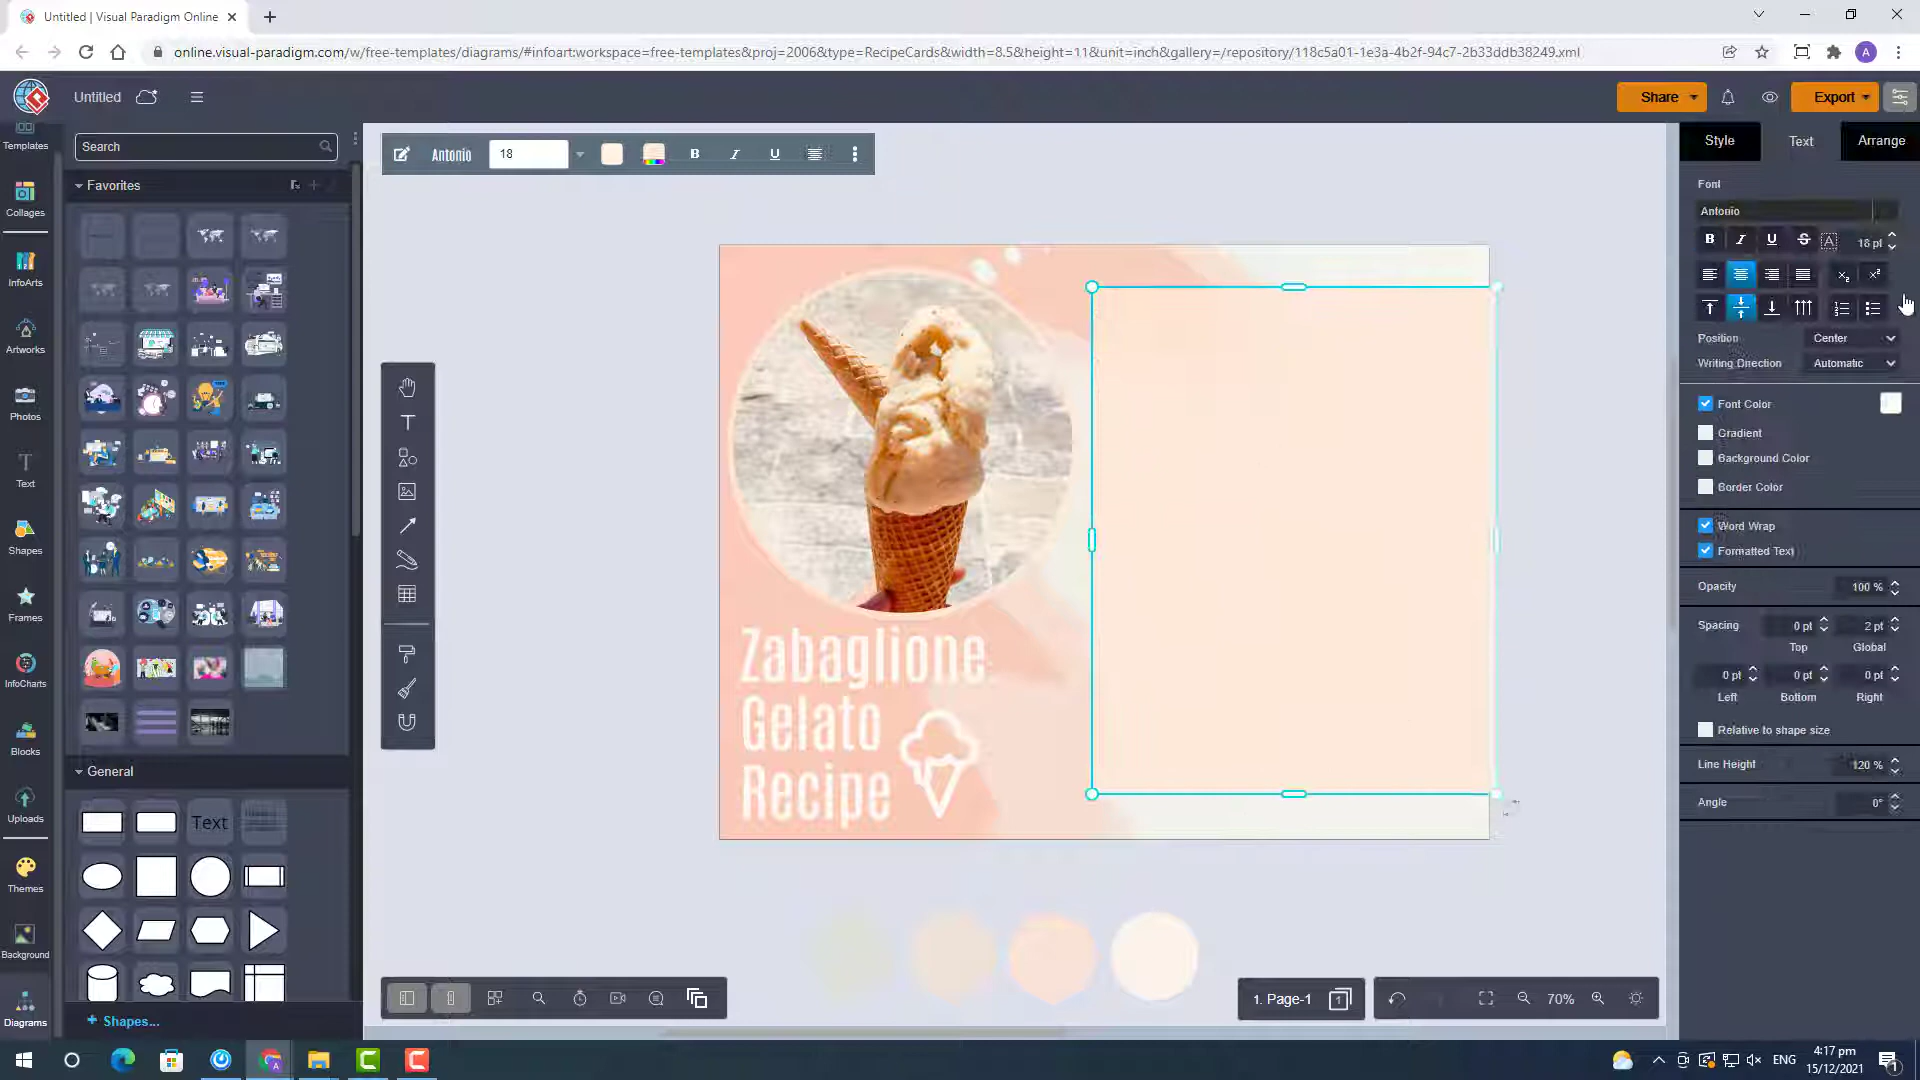 Untitled | Visual Paradigm Online
online.visual-paradigm.com/w/free-templates/diagrams/#infoart:workspace=free-templates&proj=2006&type=RecipeCards&width=8.5&height=11&unit=inch&gallery=/repository/118c5a01-1e3a-4b2f-94c7-2b33ddb38249.xml
A
Untitled
Share
Export
Templates
Search
Antonio
18
B
I
U
Style
Text
Arrange
Collages
Favorites
Font
Antonio
B
I
U
S
A
18 pl
InfoArts
Position
Center
Writing Direction
Automatic
Artworks
Font Color
Gradient
Background Color
Border Color
Photos
Text
Word Wrap
Formatted Text
Shapes
Opacity
100 %
Frames
Spacing
0 pt
2 pt
Top
Global
0 pt
0 pt
0 pt
Left
Bottom
Right
InfoCharts
Relative to shape size
Line Height
120 %
Angle
0°
Zabaglione
Gelato
Recipe
Blocks
General
Text
Uploads
Themes
Background
Diagrams
+ Shapes...
1. Page-1
1
70%
ENG
4:17 pm
15/12/2021
1